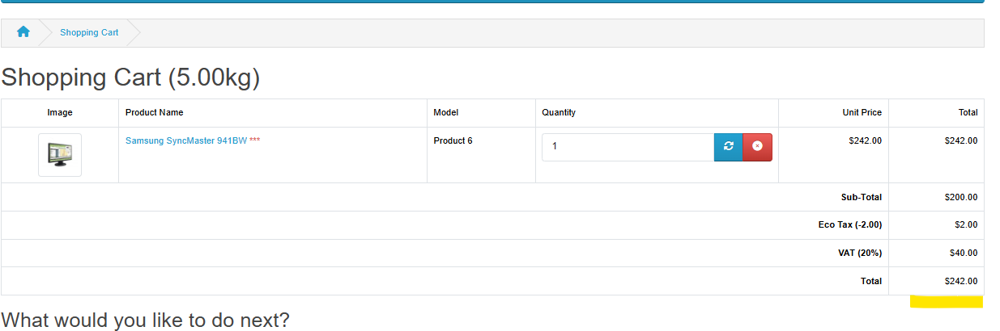 Shopping Cart
Shopping Cart (5.00kg)
Image Product Name Model Quantity Unit Price Total
Samsung SyncMaster 941BW *** Product 6 1 $242.00 $242.00
Sub-Total $200.00
Eco Tax (-2.00) $2.00
VAT (20%) $40.00
Total $242.00
What would you like to do next?